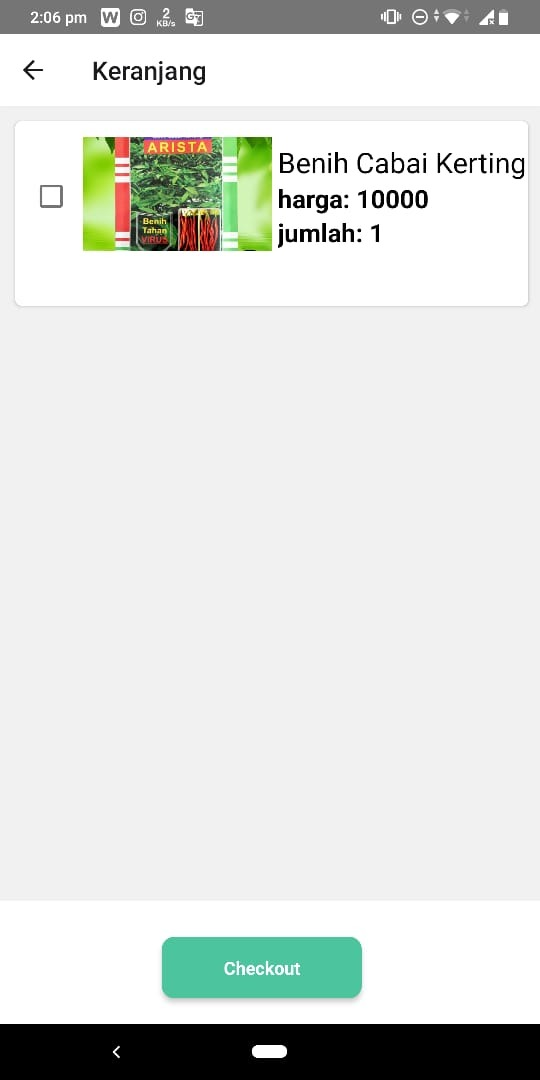 2:06 pm
2
KB/s
Keranjang
ARISTA
Benih
Tahan
VIRUS
Benih Cabai Kerting
harga: 10000
jumlah: 1
Checkout